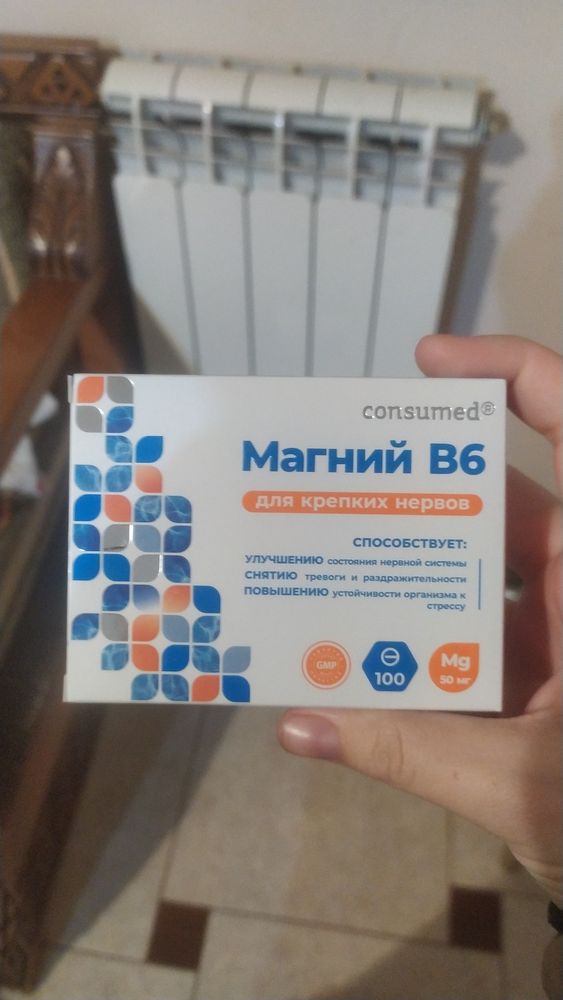 consumed®
Магний B6
для крепких нервов
СПОСОБСТВУЕТ:
УЛУЧШЕНИЮ состояния нервной системы
СНЯТИЮ тревоги и раздражительности
ПОВЫШЕНИЮ устойчивости организма к
стрессу
GMP
100
Mg
50 мг